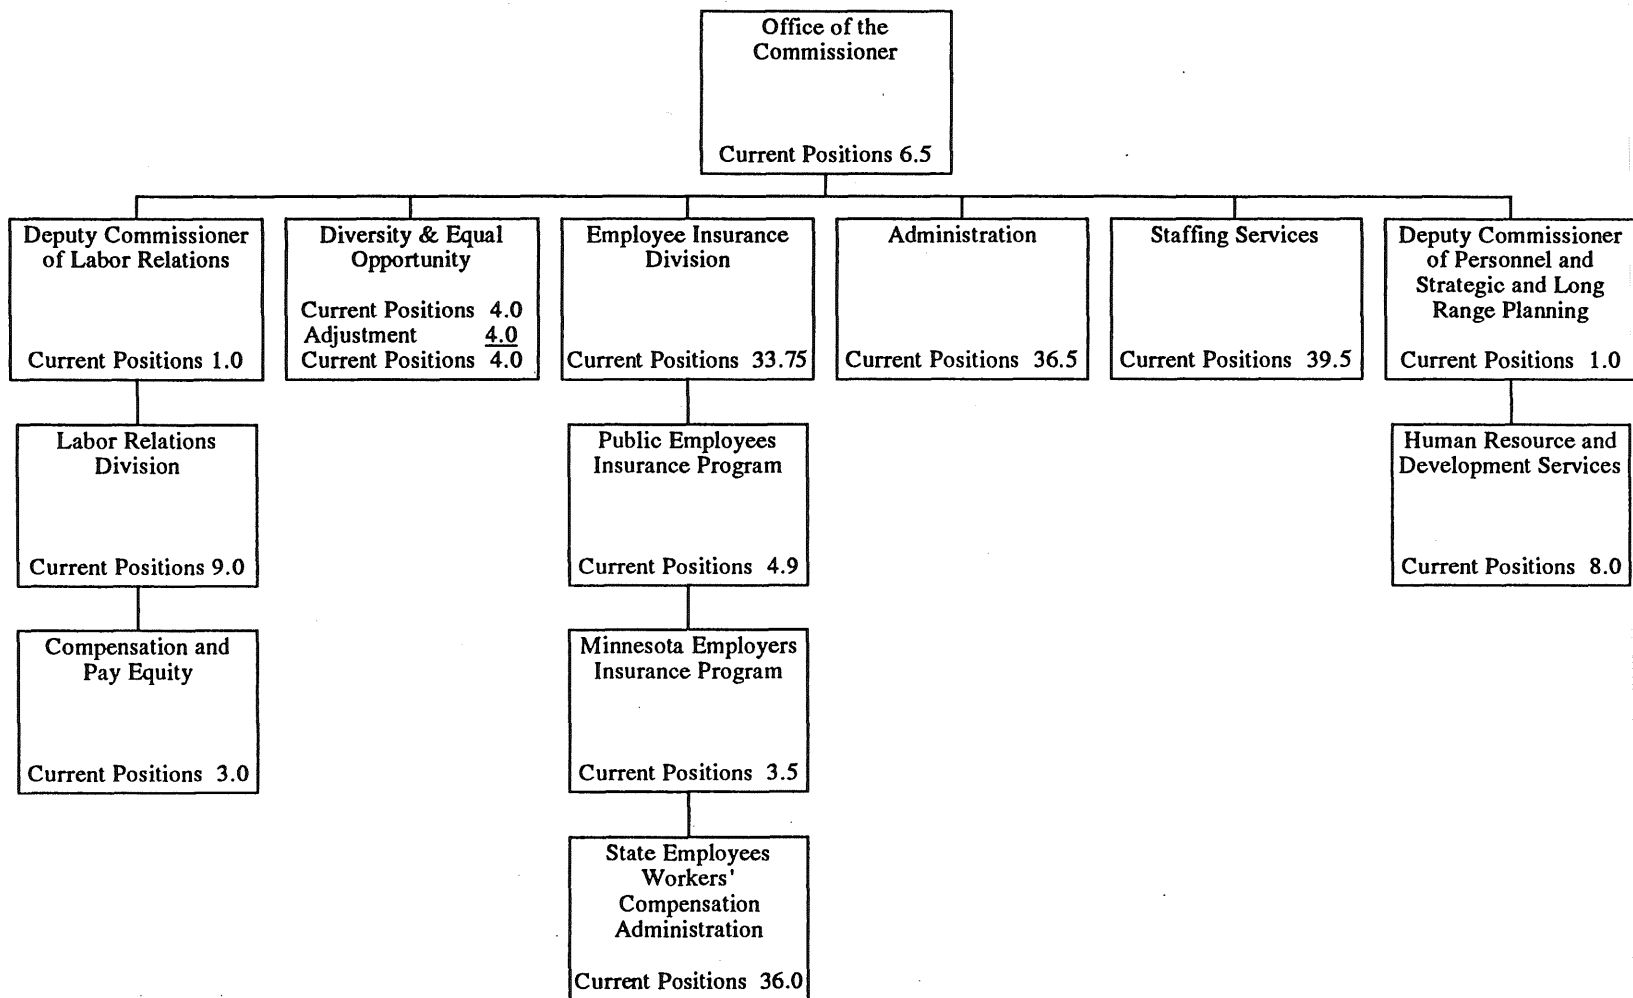 Office of the
Commissioner
Current Positions 6.5
Deputy Commissioner
of Labor Relations
Current Positions 1.0
Diversity & Equal
Opportunity
Current Positions 4.0
Adjustment 4.0
Current Positions 4.0
Employee Insurance
Division
Current Positions 33.75
Administration
Current Positions 36.5
Staffing Services
Current Positions 39.5
Deputy Commissioner
of Personnel and
Strategic and Long
Range Planning
Current Positions 1.0
Labor Relations
Division
Current Positions 9.0
Public Employees
Insurance Program
Current Positions 4.9
Human Resource and
Development Services
Current Positions 8.0
Compensation and
Pay Equity
Current Positions 3.0
Minnesota Employers
Insurance Program
Current Positions 3.5
State Employees
Workers'
Compensation
Administration
Current Positions 36.0